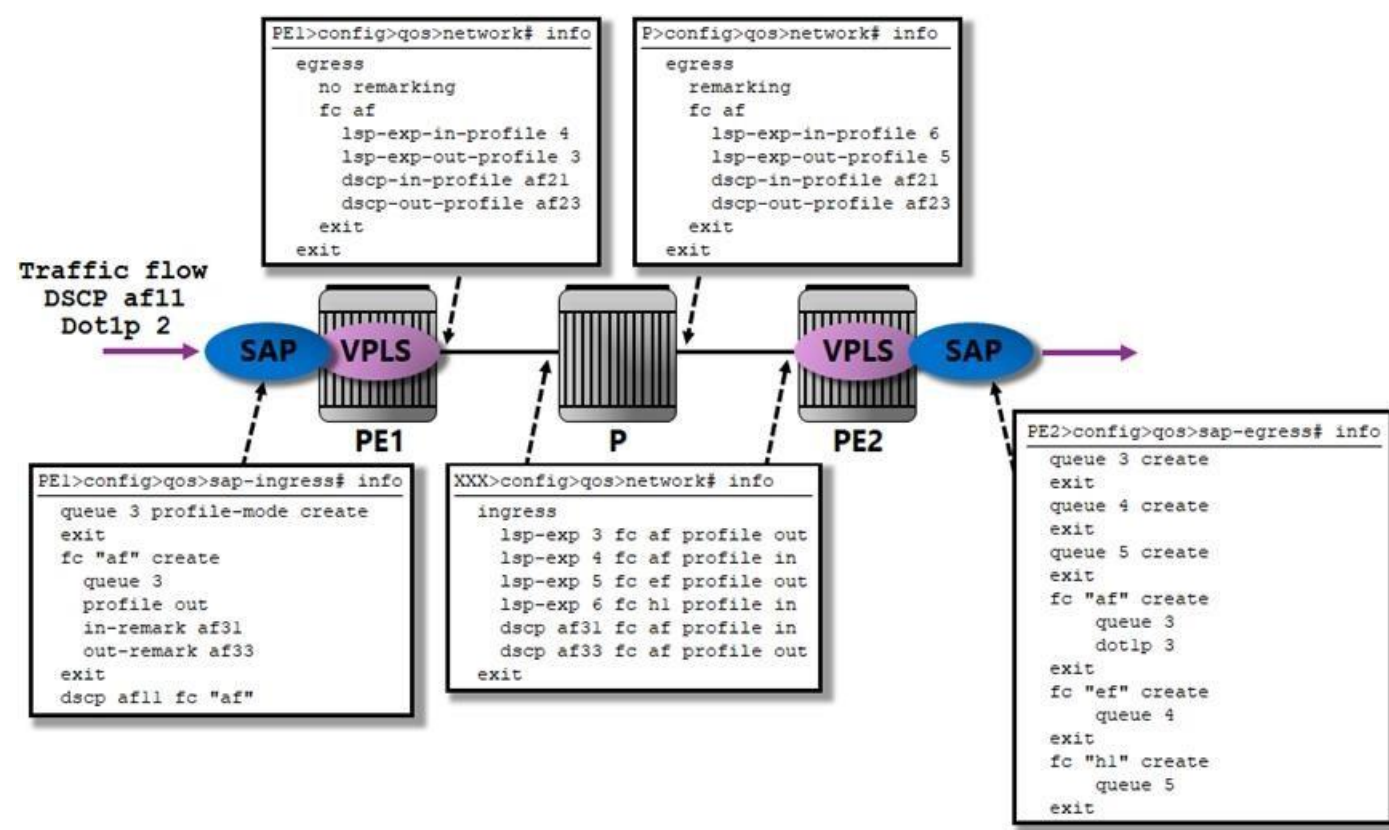 PE1>config>qos>network# info
egress
no remarking
fc af
lsp-exp-in-profile 4
lsp-exp-out-profile 3
dscp-in-profile af21
dscp-out-profile af23
exit
exit
P>config>qos>network# info
egress
remarking
fc af
lsp-exp-in-profile 6
lsp-exp-out-profile 5
dscp-in-profile af21
dscp-out-profile af23
exit
exit
Traffic flow
DSCP af11
Dot1p 2
SAP
VPLS
VPLS
SAP
PE1
P
PE2
PE1>config>qos>sap-ingress# info
queue 3 profile-mode create
exit
fc "af" create
queue 3
profile out
in-remark af31
out-remark af33
exit
dscp af11 fc "af"
XXX>config>qos>network# info
ingress
lsp-exp 3 fc af profile out
lsp-exp 4 fc af profile in
lsp-exp 5 fc ef profile out
lsp-exp 6 fc h1 profile in
dscp af31 fc af profile in
dscp af33 fc af profile out
exit
PE2>config>qos>sap-egress# info
queue 3 create
exit
queue 4 create
exit
queue 5 create
exit
fc "af" create
queue 3
dot1p 3
exit
fc "ef" create
queue 4
exit
fc "h1" create
queue 5
exit